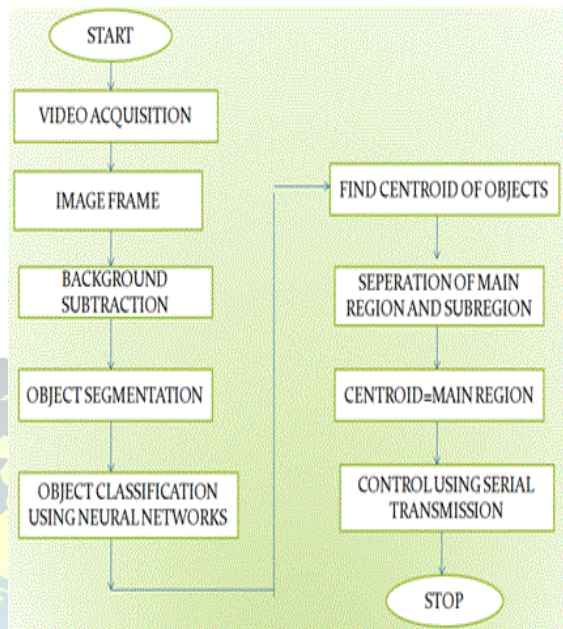 START
VIDEO ACQUISITION
IMAGE FRAME
BACKGROUND
SUBTRACTION
OBJECT SEGMENTATION
OBJECT CLASSIFICATION
USING NEURAL NETWORKS
FIND CENTROID OF OBJECTS
SEPERATION OF MAIN
REGION AND SUBREGION
CENTROID=MAIN REGION
CONTROL USING SERIAL
TRANSMISSION
STOP